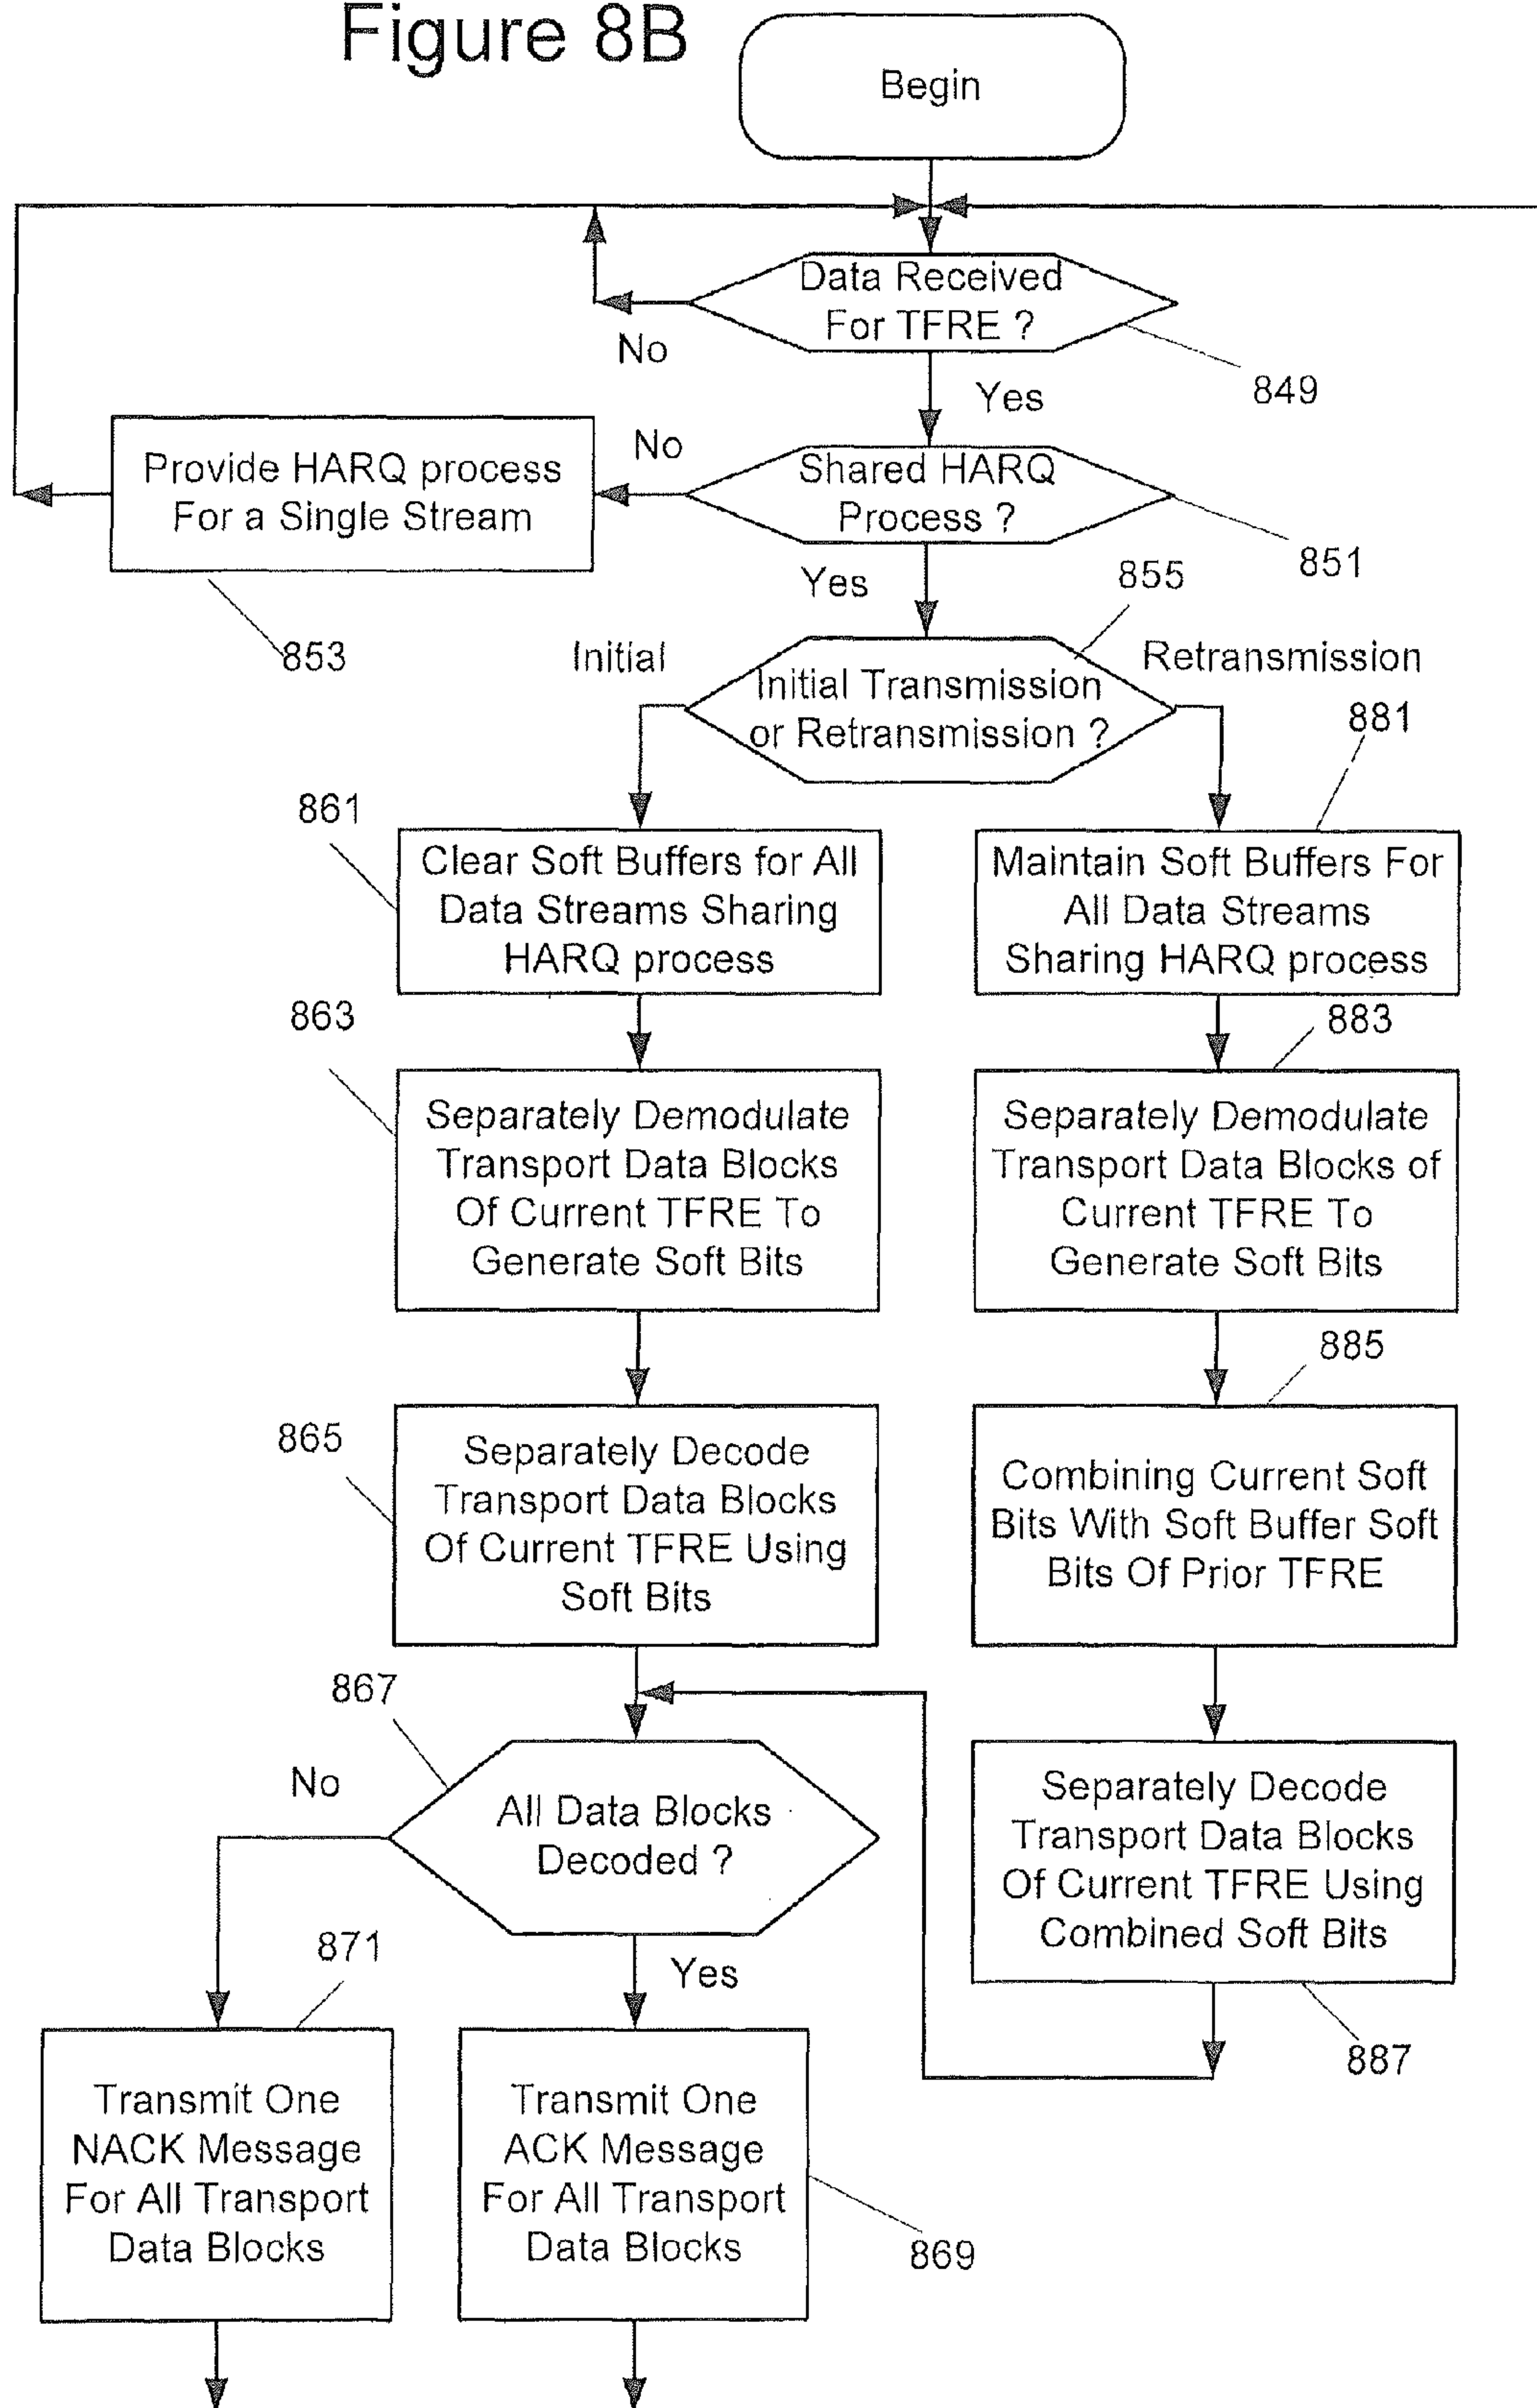 Figure 8B
Begin
Data Received
For TFRE ?
No
849
Yes
Provide HARQ process
For a Single Stream
No
Shared HARQ
Process ?
851
Yes
855
853
Initial
Retransmission
Initial Transmission
or Retransmission ?
881
861
Clear Soft Buffers for All
Data Streams Sharing
HARQ process
Maintain Soft Buffers For
All Data Streams
Sharing HARQ process
863
883
Separately Demodulate
Transport Data Blocks
Of Current TFRE To
Generate Soft Bits
Separately Demodulate
Transport Data Blocks of
Current TFRE To
Generate Soft Bits
885
865
Separately Decode
Transport Data Blocks
Of Current TFRE Using
Soft Bits
Combining Current Soft
Bits With Soft Buffer Soft
Bits Of Prior TFRE
867
No
All Data Blocks
Decoded ?
Separately Decode
Transport Data Blocks
Of Current TFRE Using
Combined Soft Bits
871
Yes
887
Transmit One
NACK Message
For All Transport
Data Blocks
Transmit One
ACK Message
For All Transport
Data Blocks
869